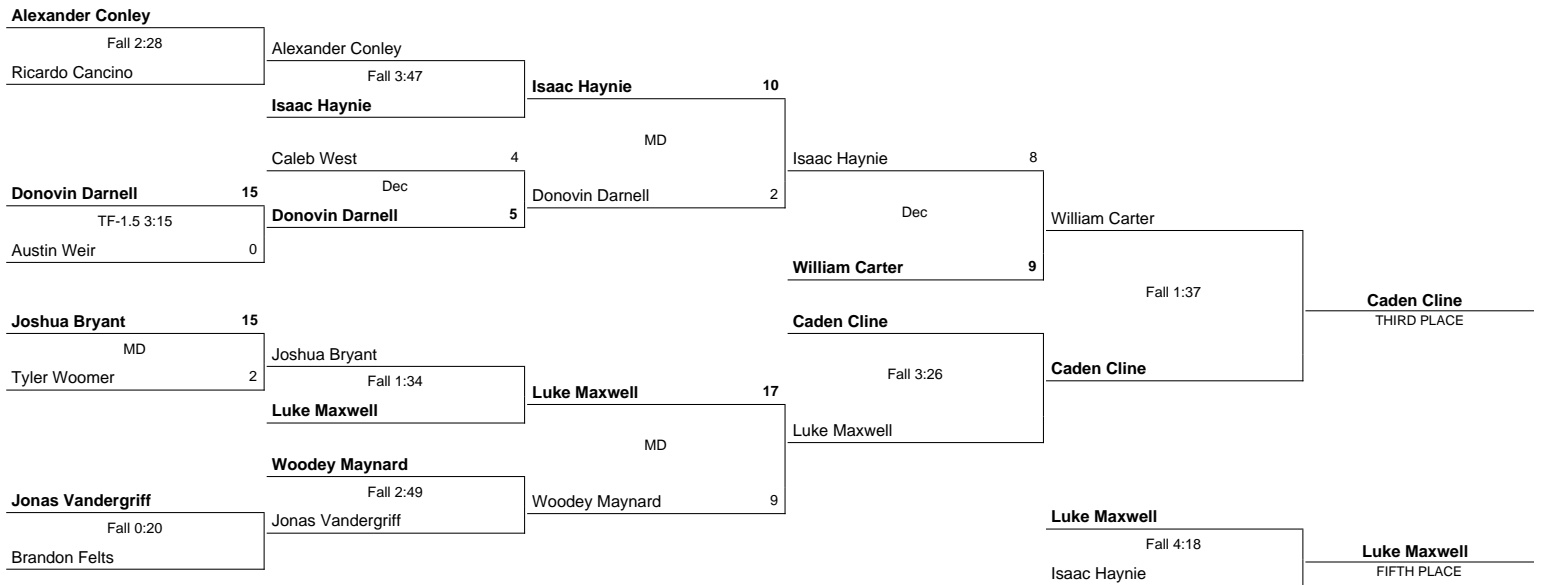 Alexander Conley
Fall 2:28
Ricardo Cancino
Donovin Darnell 15
TF-1.5 3:15
Austin Weir 0
Joshua Bryant 15
MD
Tyler Woomer 2
Jonas Vandergriff
Fall 0:20
Brandon Felts
Alexander Conley
Fall 3:47
Isaac Haynie
Caleb West 4
Dec
Donovin Darnell 5
Joshua Bryant
Fall 1:34
Luke Maxwell
Woodey Maynard
Fall 2:49
Jonas Vandergriff
Isaac Haynie 10
MD
Donovin Darnell 2
Luke Maxwell 17
MD
Woodey Maynard 9
Isaac Haynie 8
Dec
William Carter 9
Caden Cline
Fall 3:26
Luke Maxwell
William Carter
Fall 1:37
Caden Cline
Luke Maxwell
Fall 4:18
Isaac Haynie
Caden Cline
THIRD PLACE
Luke Maxwell
FIFTH PLACE